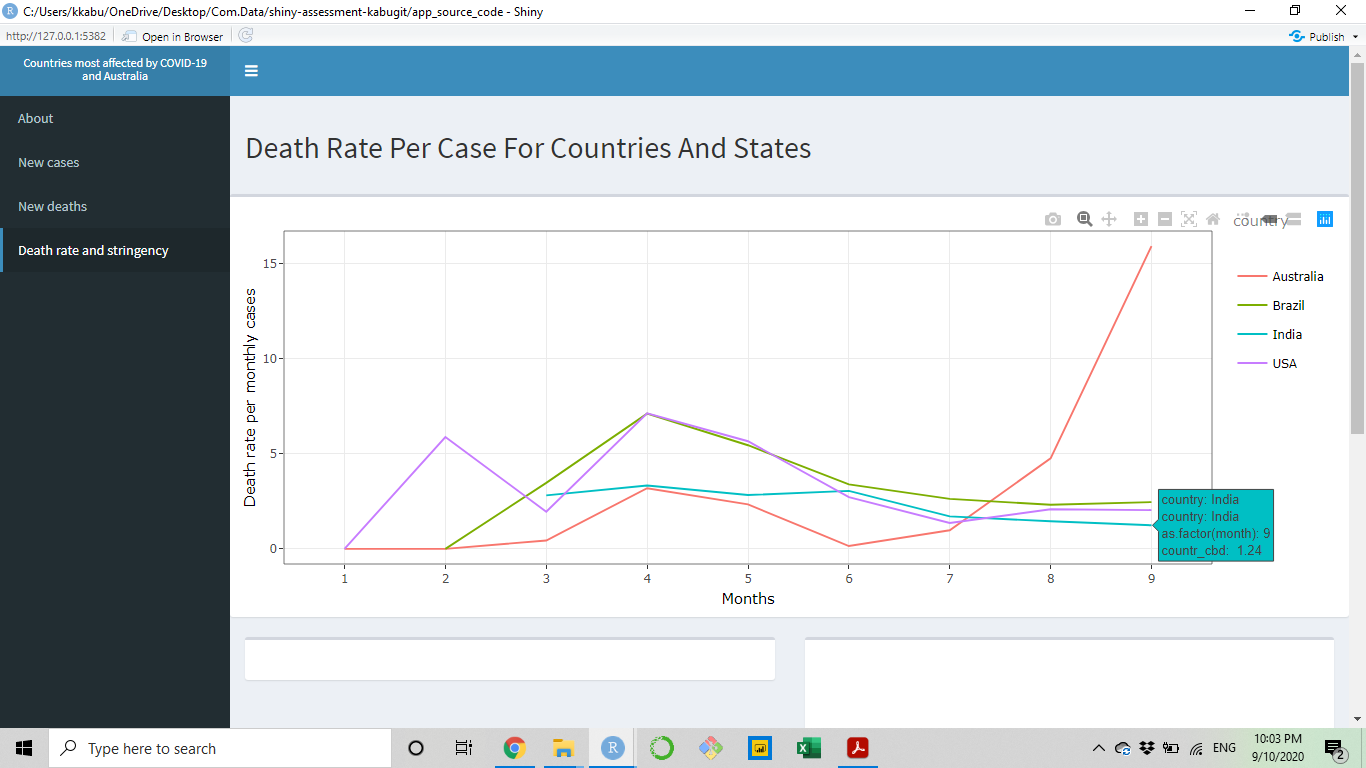 C:/Users/kkabu/OneDrive/Desktop/Com.Data/shiny-assessment-kabugit/app_source_code - Shiny
http://127.0.0.1:5382
Open in Browser
Publish
Countries most affected by COVID-19
and Australia
About
New cases
New deaths
Death rate and stringency
Death Rate Per Case For Countries And States
country
Australia
Brazil
India
USA
Death rate per monthly cases
15
10
5
0
country: India
country: India
as.factor(month): 9
countr_cbd: 1.24
1 2 3 4 5 6 7 8 9
Months
Type here to search
ENG
10:03 PM
9/10/2020
2